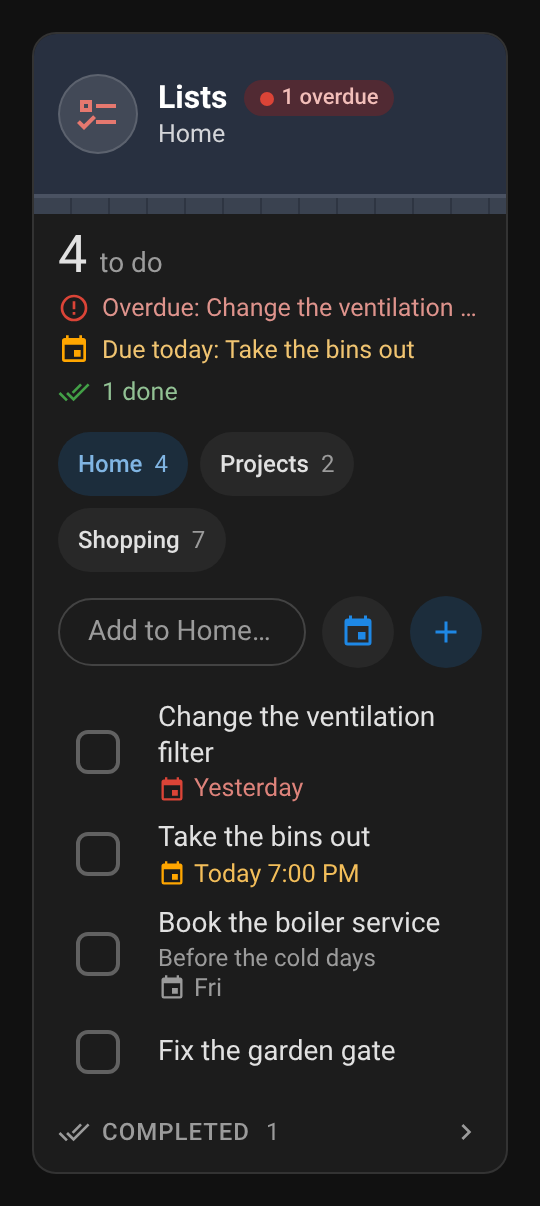 Lists
1 overdue
Home
4 to do
Overdue: Change the ventilation ...
Due today: Take the bins out
1 done
Home 4
Projects 2
Shopping 7
Add to Home...
Change the ventilation
filter
Yesterday
Take the bins out
Today 7:00 PM
Book the boiler service
Before the cold days
Fri
Fix the garden gate
COMPLETED 1